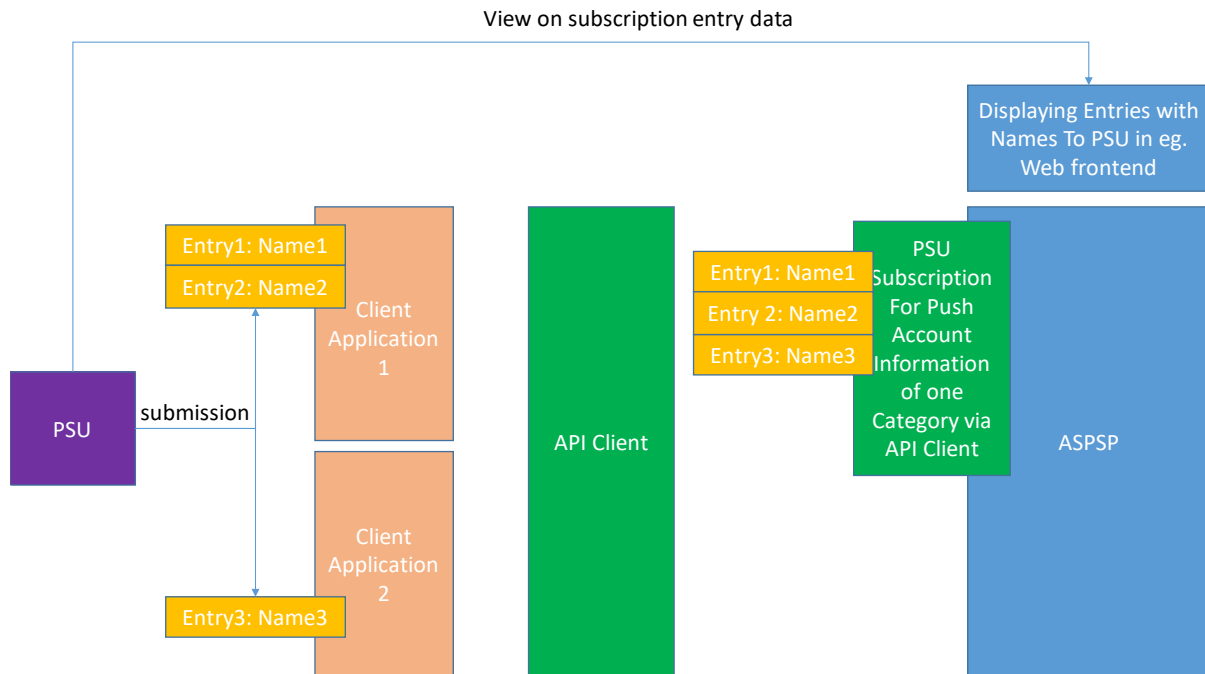 View on subscription entry data
Displaying Entries with
Names To PSU in eg.
Web frontend
Entry1: Name1
Entry2: Name2
Client
Application
1
PSU
submission
Client
Application
2
Entry3: Name3
API Client
Entry1: Name1
Entry 2: Name2
Entry3: Name3
PSU
Subscription
For Push
Account
Information
of one
Category via
API Client
ASPSP